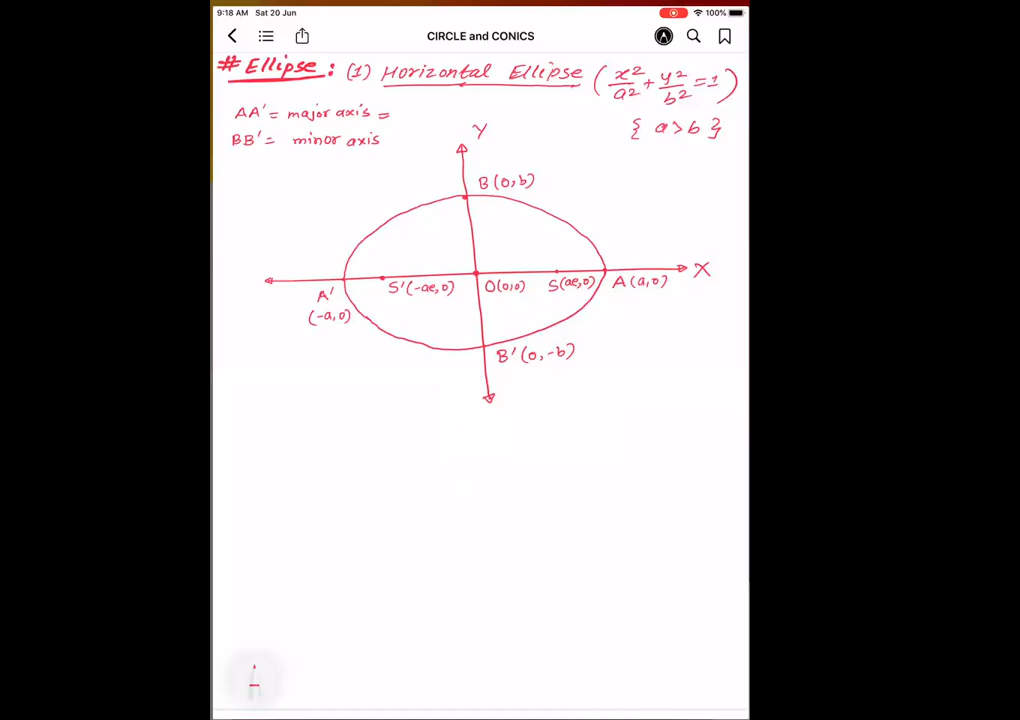 9:18 AM Sat 20 Jun
100%
CIRCLE and CONICS
# Ellipse : (1) Horizontal Ellipse ( x²/a² + y²/b² = 1 )
AA' = major axis =
{ a > b }
BB' = minor axis
Y
B (0, b)
X
S' (-ae, 0)
O (0, 0)
S (ae, 0)
A (a, 0)
A'
(-a, 0)
B' (0, -b)